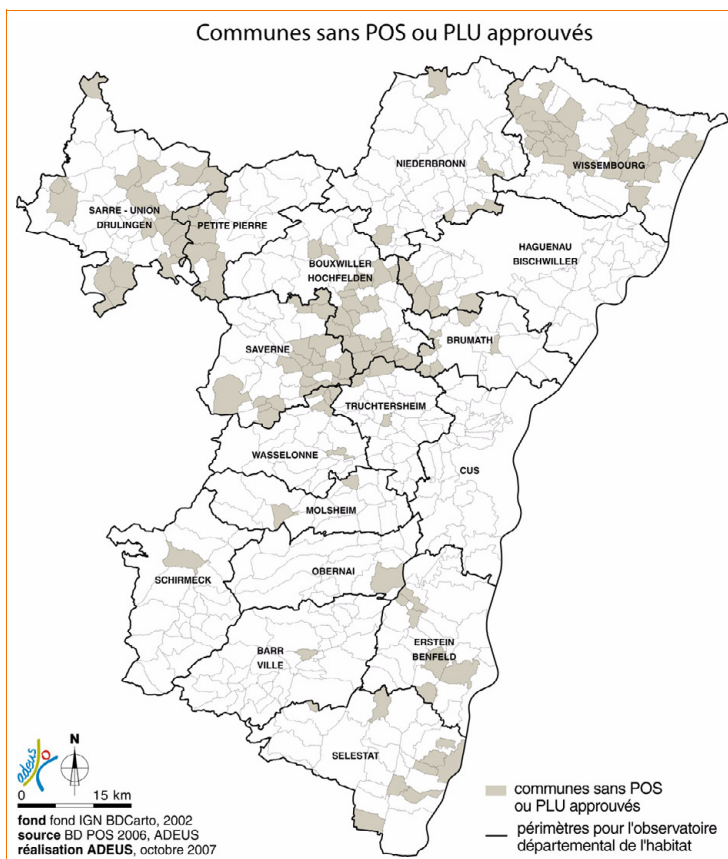 Communes sans POS ou PLU approuvés
NIEDERBRONN
WISSEMBOURG
SARRE - UNION
DRULINGEN
PETITE PIERRE
HAGUENAU
BISCHWILLER
BOUXWILLER
HOCHFELDEN
SAVERNE
BRUMATH
TRUCHTERSHEIM
WASSELONNE
CUS
MOLSHEIM
SCHIRMECK
OBERNAI
BARR
VILLE
ERSTEIN
BENFELD
SELESTAT
adeus
N
0 15 km
fond fond IGN BDCarto, 2002
source BD POS 2006, ADEUS
réalisation ADEUS, octobre 2007
communes sans POS
ou PLU approuvés
périmètres pour l'observatoire
départemental de l'habitat